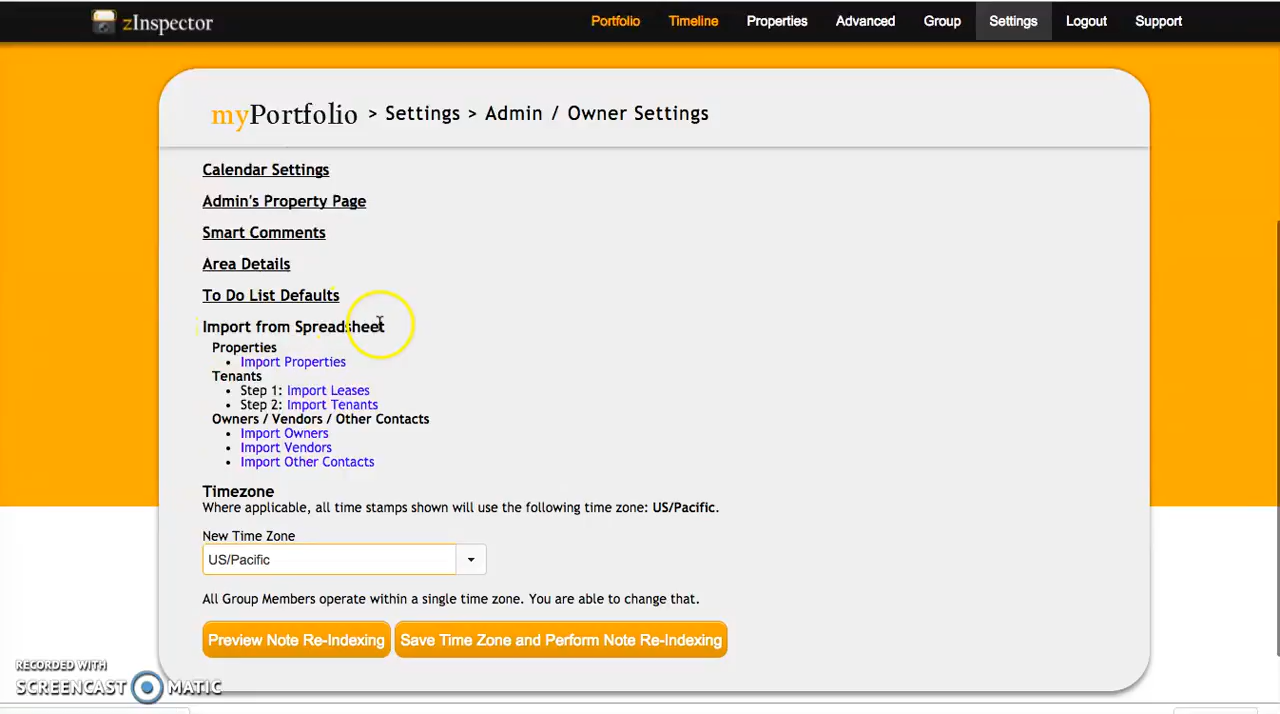 zInspector
Portfolio Timeline Properties Advanced Group Settings Logout Support
myPortfolio > Settings > Admin / Owner Settings
Calendar Settings
Admin's Property Page
Smart Comments
Area Details
To Do List Defaults
Import from Spreadsheet
Properties
• Import Properties
Tenants
• Step 1: Import Leases
• Step 2: Import Tenants
Owners / Vendors / Other Contacts
• Import Owners
• Import Vendors
• Import Other Contacts
Timezone
Where applicable, all time stamps shown will use the following time zone: US/Pacific.
New Time Zone
US/Pacific
All Group Members operate within a single time zone. You are able to change that.
Preview Note Re-Indexing Save Time Zone and Perform Note Re-Indexing
RECORDED WITH
SCREENCAST MATIC